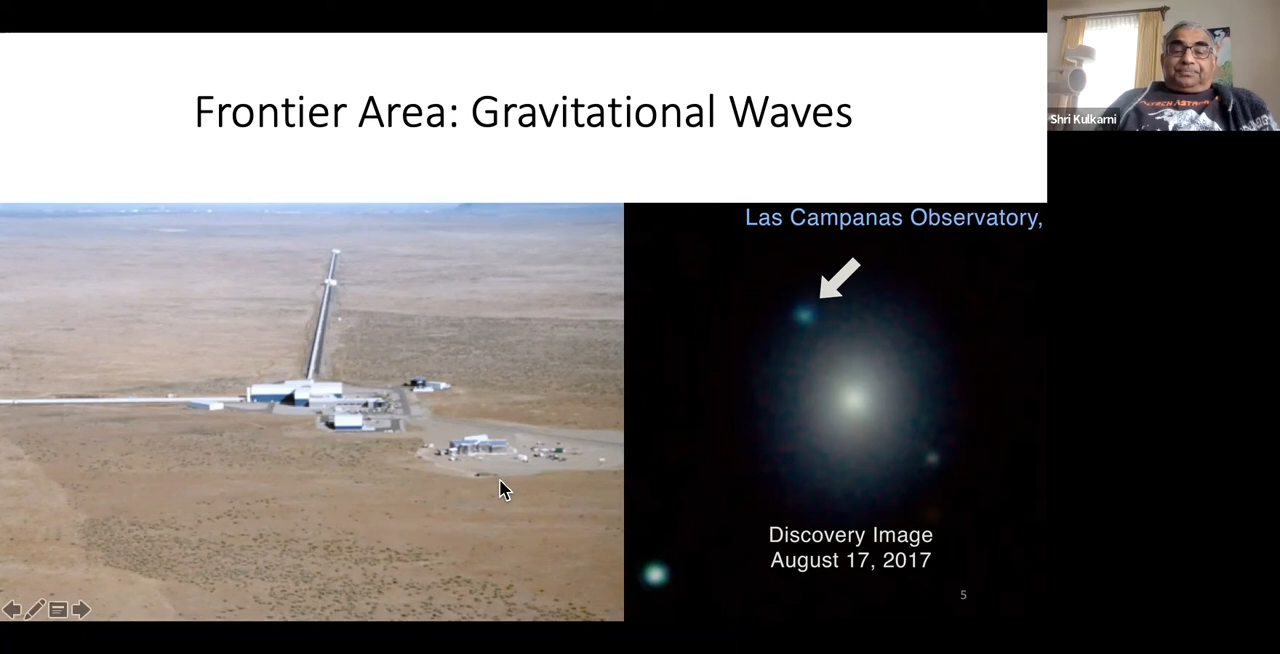 Frontier Area: Gravitational Waves
Shri Kulkarni
Las Campanas Observatory,
Discovery Image
August 17, 2017
5